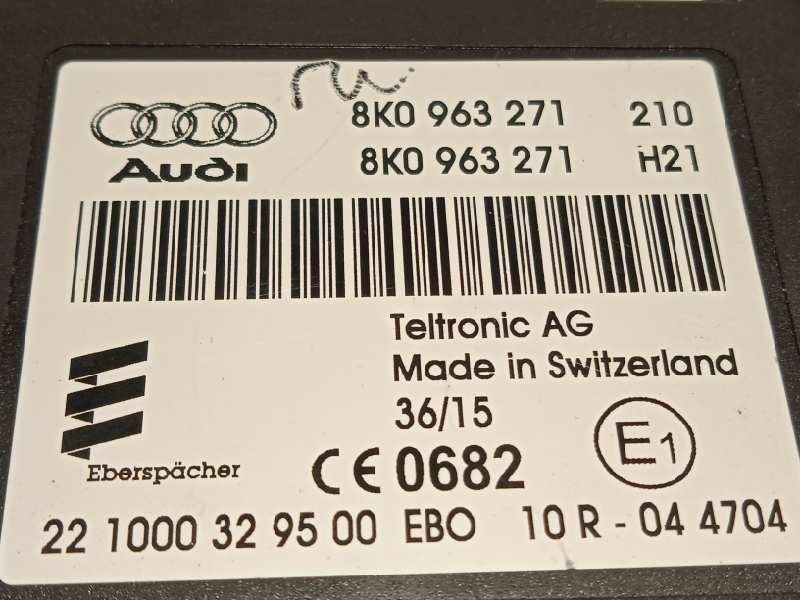 8K0 963 271 210
Audi
8K0 963 271 H21
Teltronic AG
Made in Switzerland
36/15
Eberspächer
CE 0682
E1
22 1000 32 95 00 EBO 10 R - 04 4704